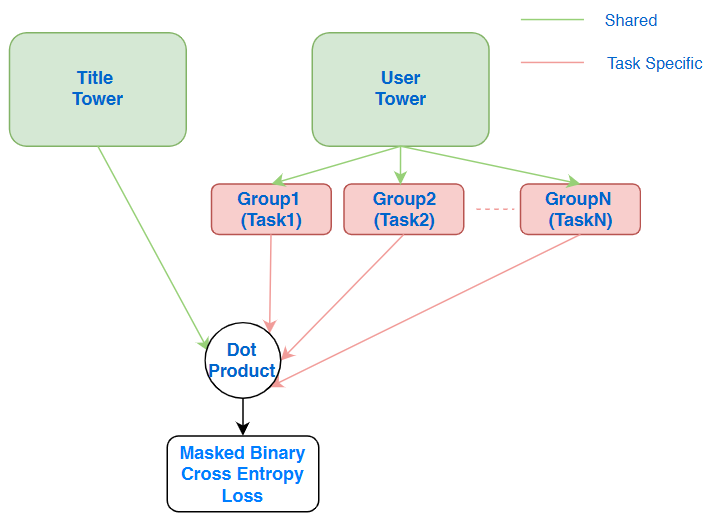 Shared
Task Specific
Title
Tower
User
Tower
Group1
(Task1)
Group2
(Task2)
GroupN
(TaskN)
Dot
Product
Masked Binary
Cross Entropy
Loss